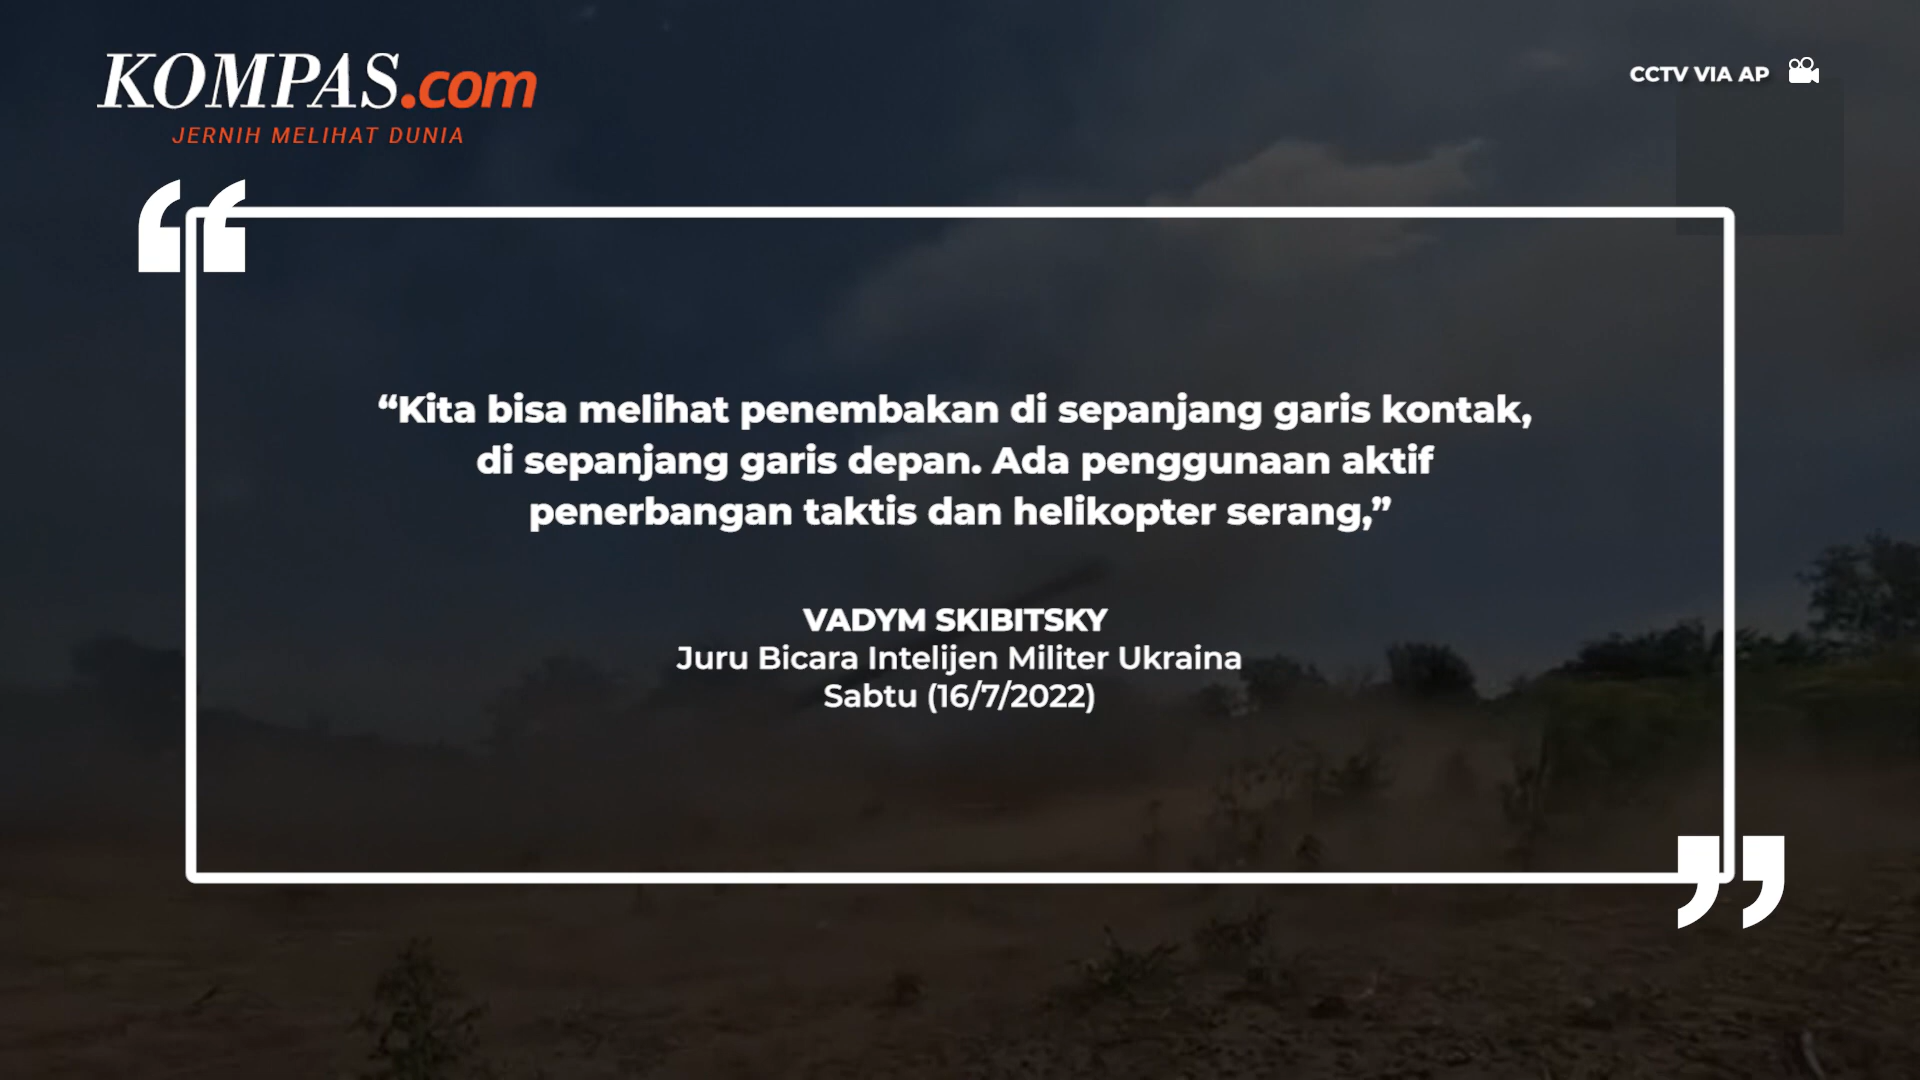 KOMPAS.com
JERNIH MELIHAT DUNIA
CCTV VIA AP
“Kita bisa melihat penembakan di sepanjang garis kontak,
di sepanjang garis depan. Ada penggunaan aktif
penerbangan taktis dan helikopter serang,”
VADYM SKIBITSKY
Juru Bicara Intelijen Militer Ukraina
Sabtu (16/7/2022)